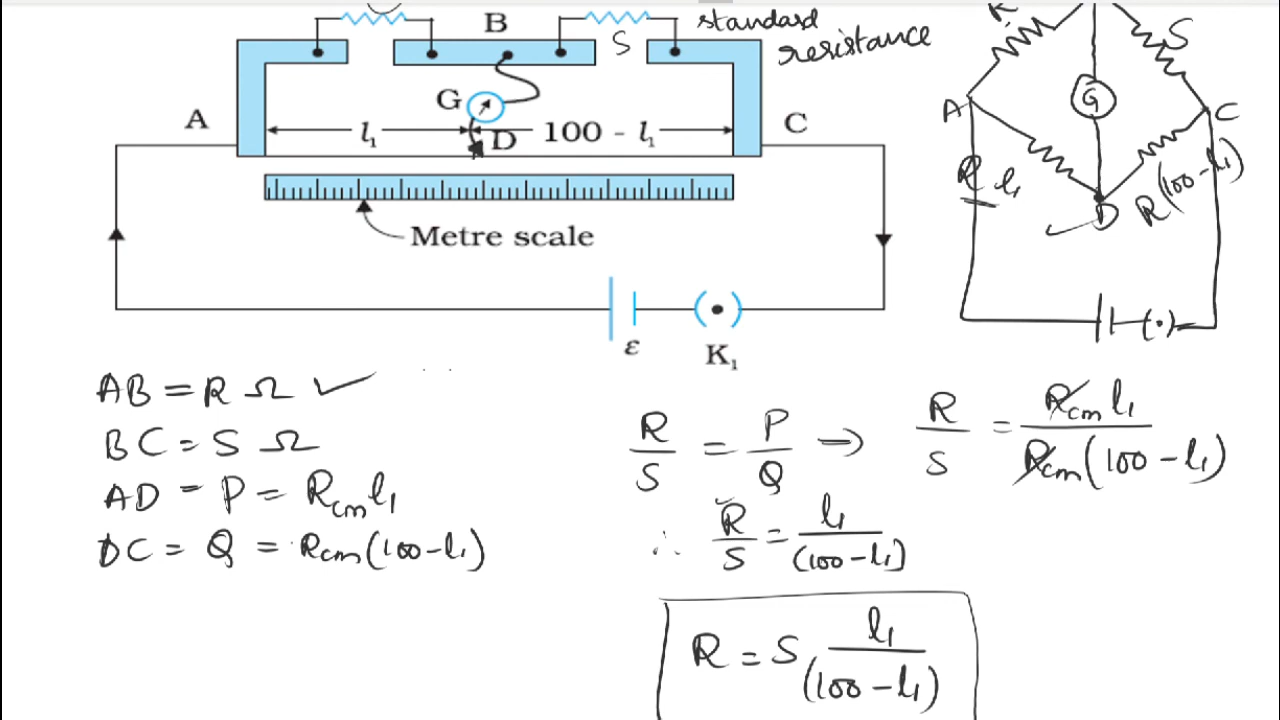 B
S
standard
resistance
R
S
G
A
l₁
D
100 - l₁
C
G
A
C
R l₁
D
R(100-l₁)
Metre scale
ε
K₁
AB = R Ω ✓
BC = S Ω
AD - P = Rcm l₁
DC = Q = Rcm(100-l₁)
R/S = P/Q → R/S = Rcm l₁/Rcm(100-l₁)
∴ R/S = l₁/(100-l₁)
R = S l₁/(100-l₁)